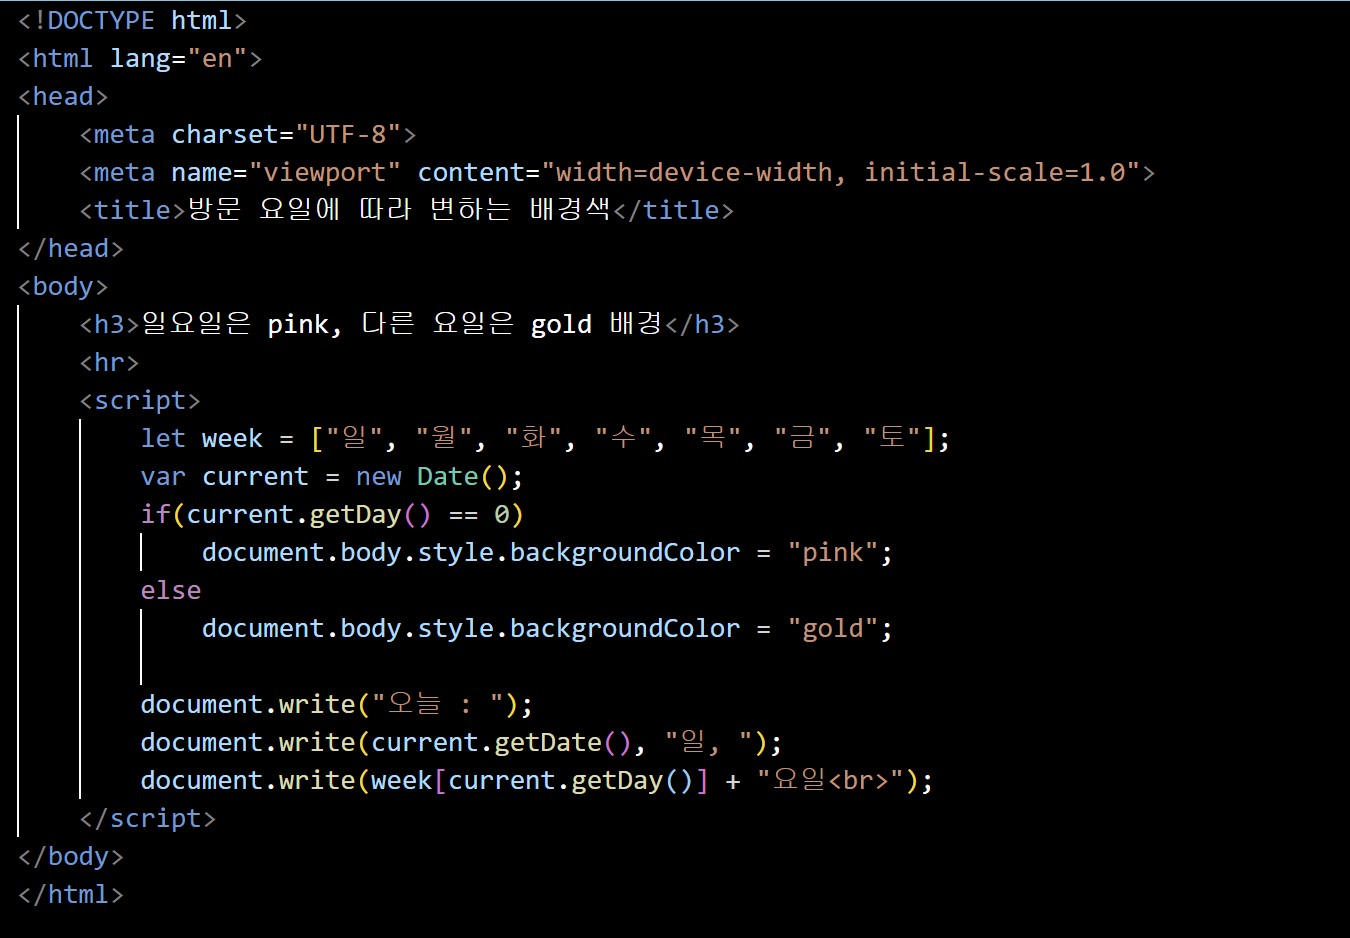 <!DOCTYPE html>
<html lang="en">
<head>
    <meta charset="UTF-8">
    <meta name="viewport" content="width=device-width, initial-scale=1.0">
    <title>방문 요일에 따라 변하는 배경색</title>
</head>
<body>
    <h3>일요일은 pink, 다른 요일은 gold 배경</h3>
    <hr>
    <script>
        let week = ["일", "월", "화", "수", "목", "금", "토"];
        var current = new Date();
        if(current.getDay() == 0)
            document.body.style.backgroundColor = "pink";
        else
            document.body.style.backgroundColor = "gold";

        document.write("오늘 : ");
        document.write(current.getDate(), "일, ");
        document.write(week[current.getDay()] + "요일<br>");
    </script>
</body>
</html>